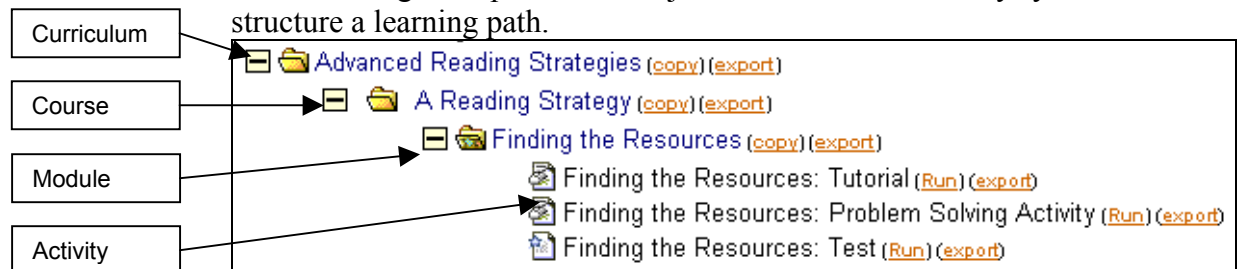 structure a learning path.
Curriculum
Advanced Reading Strategies (copy) (export)
Course
A Reading Strategy (copy) (export)
Finding the Resources (copy) (export)
Module
Finding the Resources: Tutorial (Run) (export)
Finding the Resources: Problem Solving Activity (Run) (export)
Activity
Finding the Resources: Test (Run) (export)